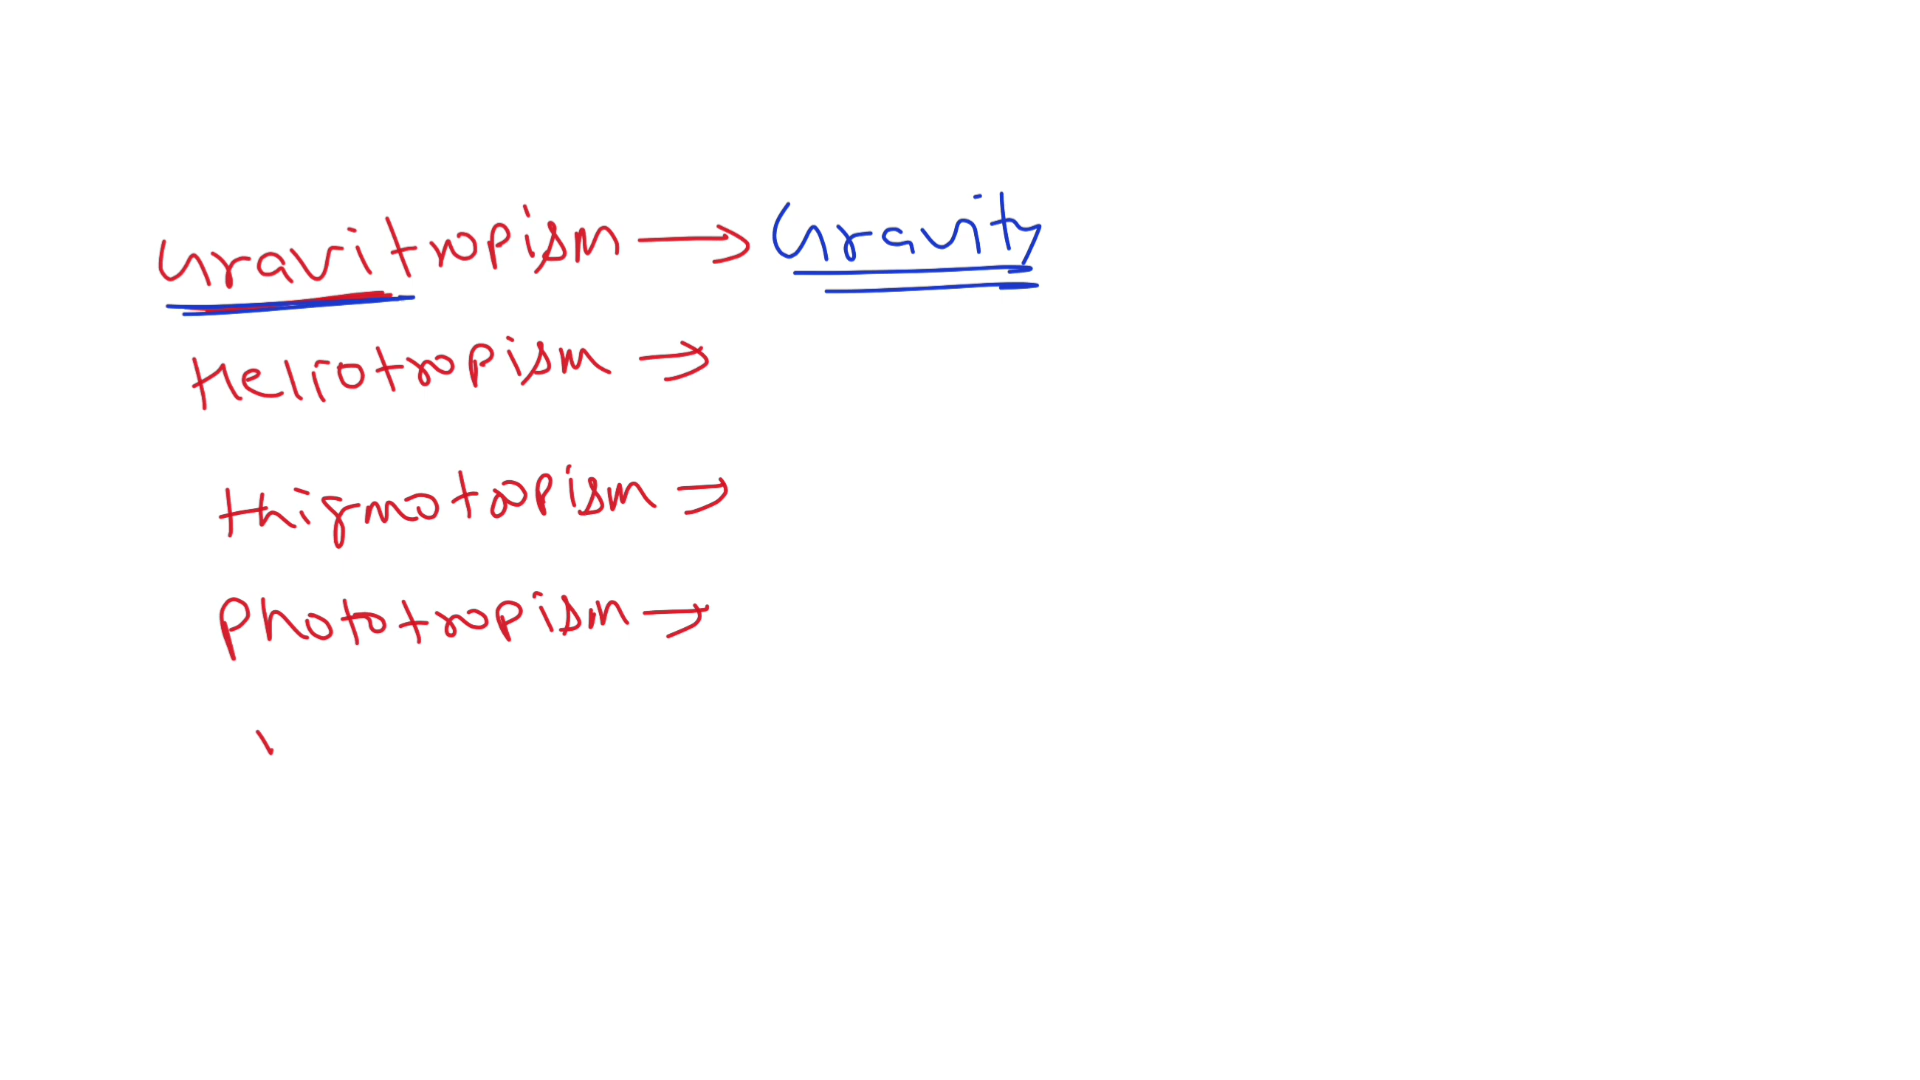 Gravitropism → Gravity
Heliotropism →
Thigmotropism →
Phototropism →